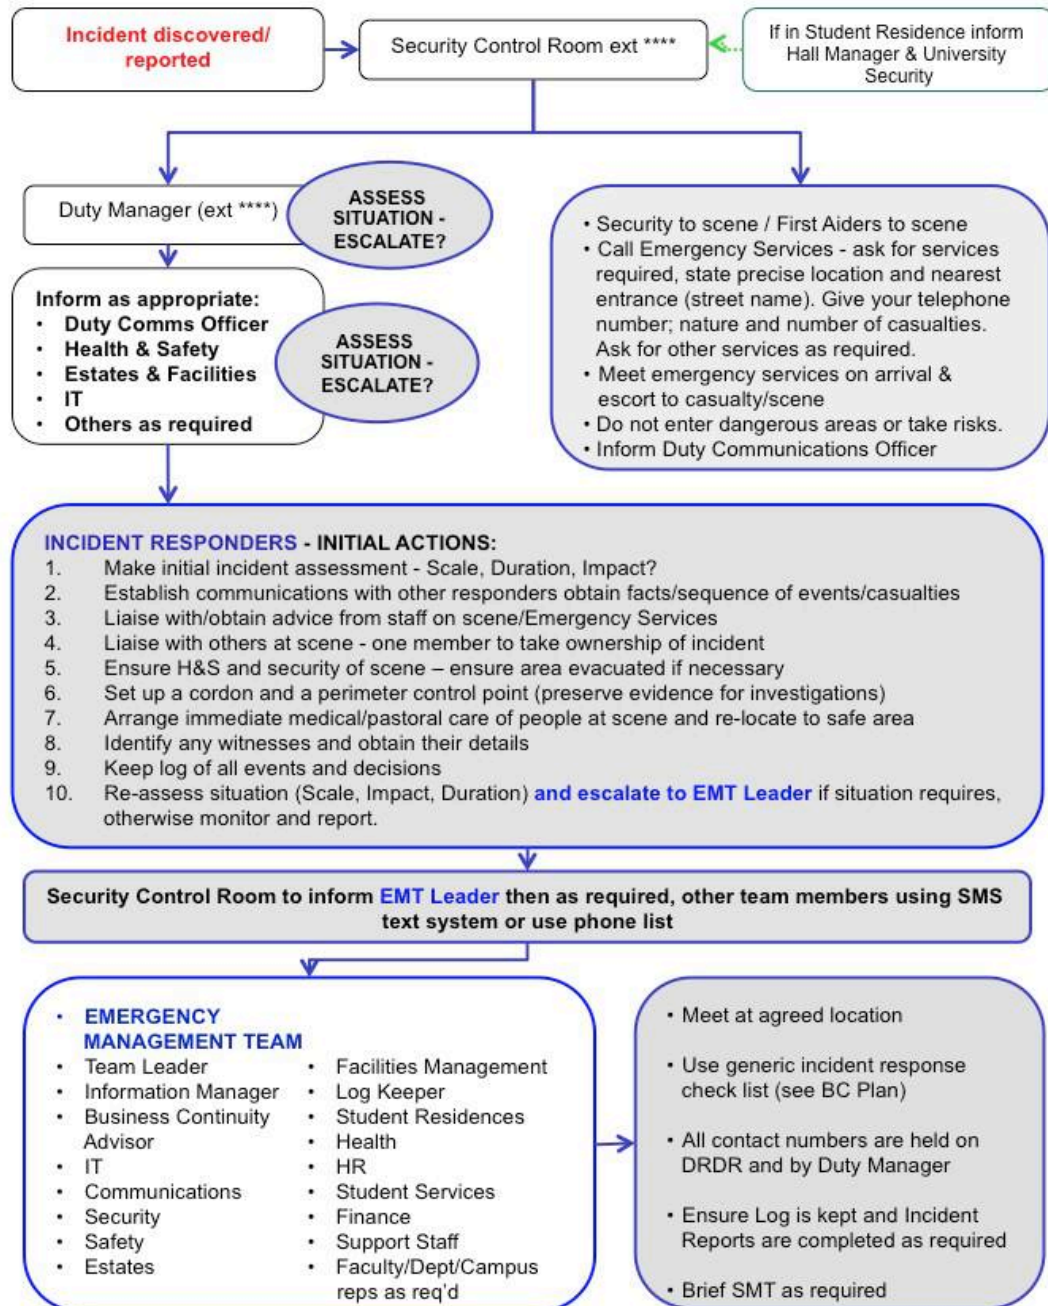 Incident discovered/
reported
Security Control Room ext ****
If in Student Residence inform
Hall Manager & University
Security
Duty Manager (ext ****)
ASSESS
SITUATION -
ESCALATE?
Inform as appropriate:
• Duty Comms Officer
• Health & Safety
• Estates & Facilities
• IT
• Others as required
ASSESS
SITUATION -
ESCALATE?
• Security to scene / First Aiders to scene
• Call Emergency Services - ask for services
required, state precise location and nearest
entrance (street name). Give your telephone
number; nature and number of casualties.
Ask for other services as required.
• Meet emergency services on arrival &
escort to casualty/scene
• Do not enter dangerous areas or take risks.
• Inform Duty Communications Officer
INCIDENT RESPONDERS - INITIAL ACTIONS:
1. Make initial incident assessment - Scale, Duration, Impact?
2. Establish communications with other responders obtain facts/sequence of events/casualties
3. Liaise with/obtain advice from staff on scene/Emergency Services
4. Liaise with others at scene - one member to take ownership of incident
5. Ensure H&S and security of scene – ensure area evacuated if necessary
6. Set up a cordon and a perimeter control point (preserve evidence for investigations)
7. Arrange immediate medical/pastoral care of people at scene and re-locate to safe area
8. Identify any witnesses and obtain their details
9. Keep log of all events and decisions
10. Re-assess situation (Scale, Impact, Duration) and escalate to EMT Leader if situation requires,
otherwise monitor and report.
Security Control Room to inform EMT Leader then as required, other team members using SMS
text system or use phone list
• EMERGENCY
MANAGEMENT TEAM
• Team Leader
• Information Manager
• Business Continuity
Advisor
• IT
• Communications
• Security
• Safety
• Estates
• Facilities Management
• Log Keeper
• Student Residences
• Health
• HR
• Student Services
• Finance
• Support Staff
• Faculty/Dept/Campus
reps as req'd
• Meet at agreed location
• Use generic incident response
check list (see BC Plan)
• All contact numbers are held on
DRDR and by Duty Manager
• Ensure Log is kept and Incident
Reports are completed as required
• Brief SMT as required